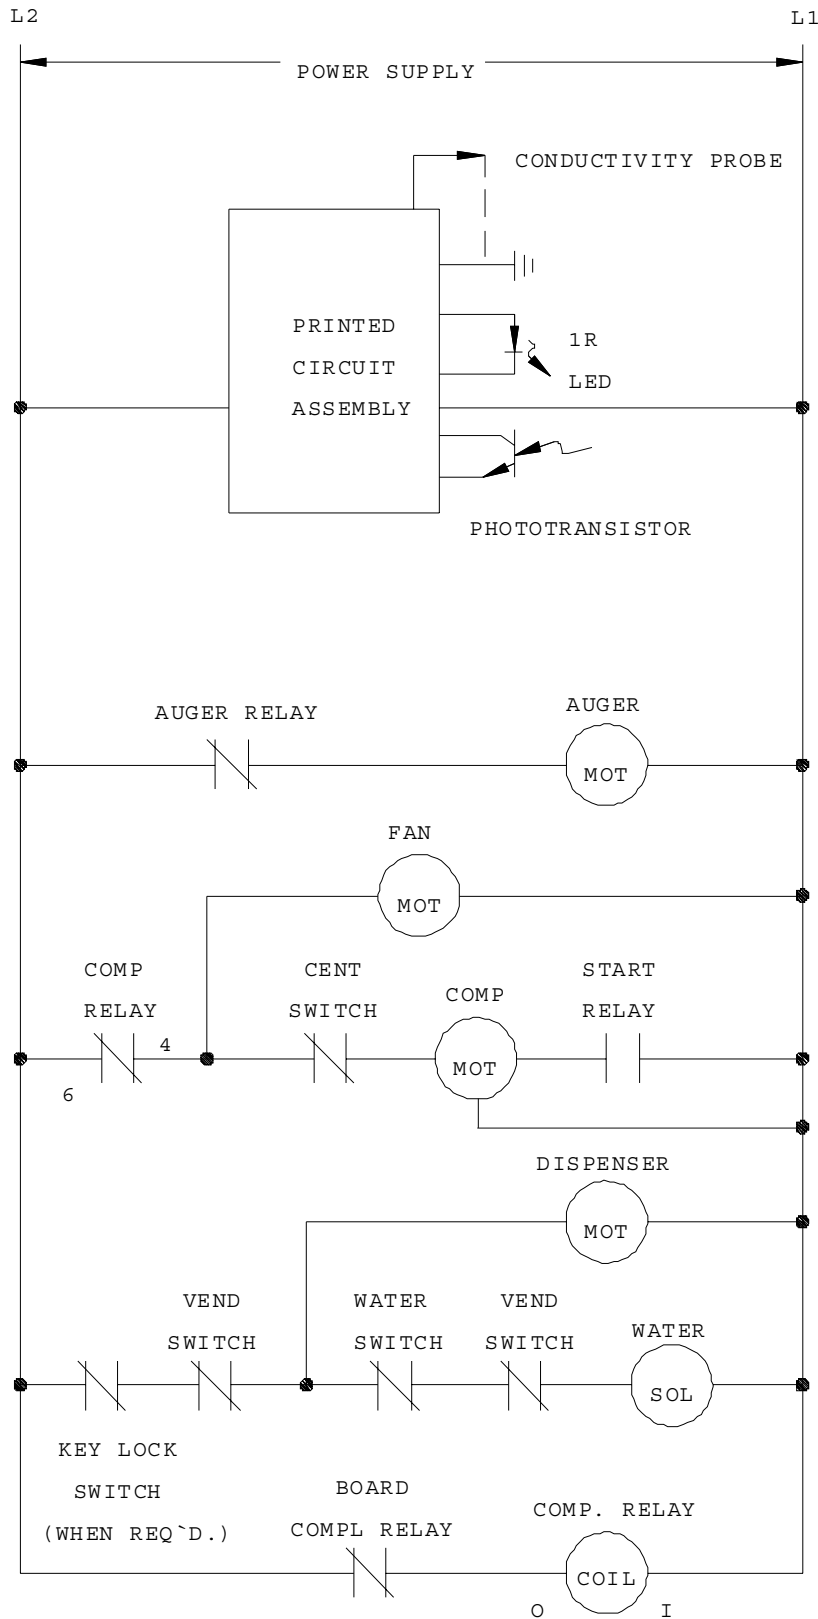 L2
L1
POWER SUPPLY
CONDUCTIVITY PROBE
PRINTED
CIRCUIT
ASSEMBLY
1R
LED
PHOTOTRANSISTOR
AUGER RELAY
AUGER
MOT
FAN
MOT
COMP
RELAY
6
4
CENT
SWITCH
COMP
MOT
START
RELAY
DISPENSER
MOT
VEND
SWITCH
WATER
SWITCH
VEND
SWITCH
WATER
SOL
KEY LOCK
SWITCH
(WHEN REQ`D.)
BOARD
COMPL RELAY
COMP. RELAY
COIL
O
I